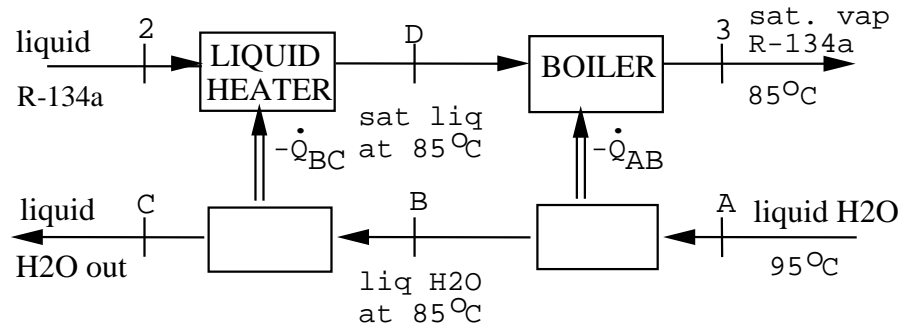 liquid
2
R-134a
LIQUID
HEATER
D
sat liq
at 85°C
BOILER
3
sat. vap
R-134a
85°C
-Q̇BC
-Q̇AB
liquid
C
H2O out
B
liq H2O
at 85°C
A
liquid H2O
95°C